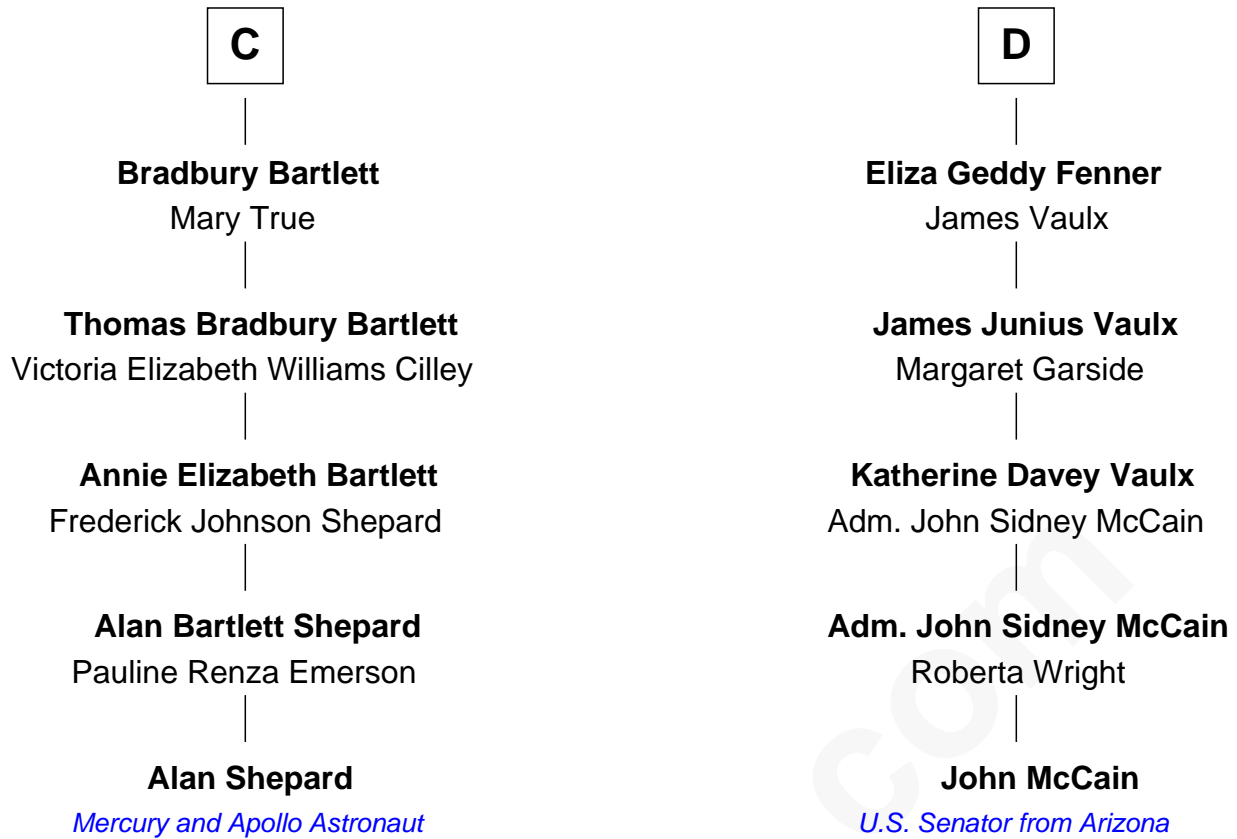 C
Bradbury Bartlett
Mary True
Thomas Bradbury Bartlett
Victoria Elizabeth Williams Cilley
Annie Elizabeth Bartlett
Frederick Johnson Shepard
Alan Bartlett Shepard
Pauline Renza Emerson
Alan Shepard
Mercury and Apollo Astronaut
D
Eliza Geddy Fenner
James Vaulx
James Junius Vaulx
Margaret Garside
Katherine Davey Vaulx
Adm. John Sidney McCain
Adm. John Sidney McCain
Roberta Wright
John McCain
U.S. Senator from Arizona
com